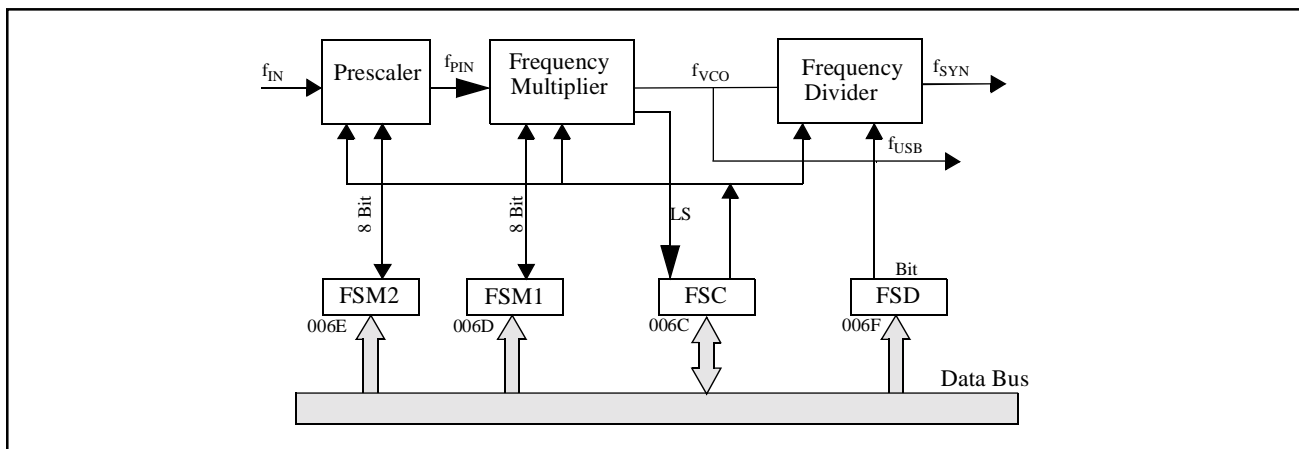 f_IN
Prescaler
f_PIN
Frequency
Multiplier
f_VCO
Frequency
Divider
f_SYN
f_USB
8 Bit
8 Bit
LS
Bit
FSM2
FSM1
FSC
FSD
006E
006D
006C
006F
Data Bus